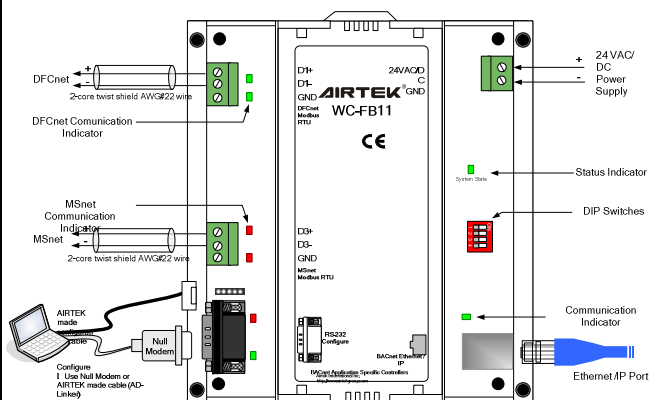 DFCnet
+
-
2-core twist shield AWG#22 wire
DFCnet Comunication
Indicator
MSnet
Communication
Indicator
+
MSnet
-
2-core twist shield AWG#22 wire
AIRTEK
made
cable
Null
Modem
Configure
Use Null Modem or
AIRTEK made cable (AD-
Linker)
D1+
D1-
GND
DFCnet
Modbus
RTU
24VAC/D
C
GND
AIRTEK®
WC-FB11
CE
D3+
D3-
GND
MSnet
Modbus RTU
RS232
Configure
BACnet Ethernet /
IP
BACnet Application Specific Controllers
+
-
24 VAC/
DC
Power
Supply
System State
Status Indicator
DIP Switches
Communication
Indicator
Ethernet /IP Port